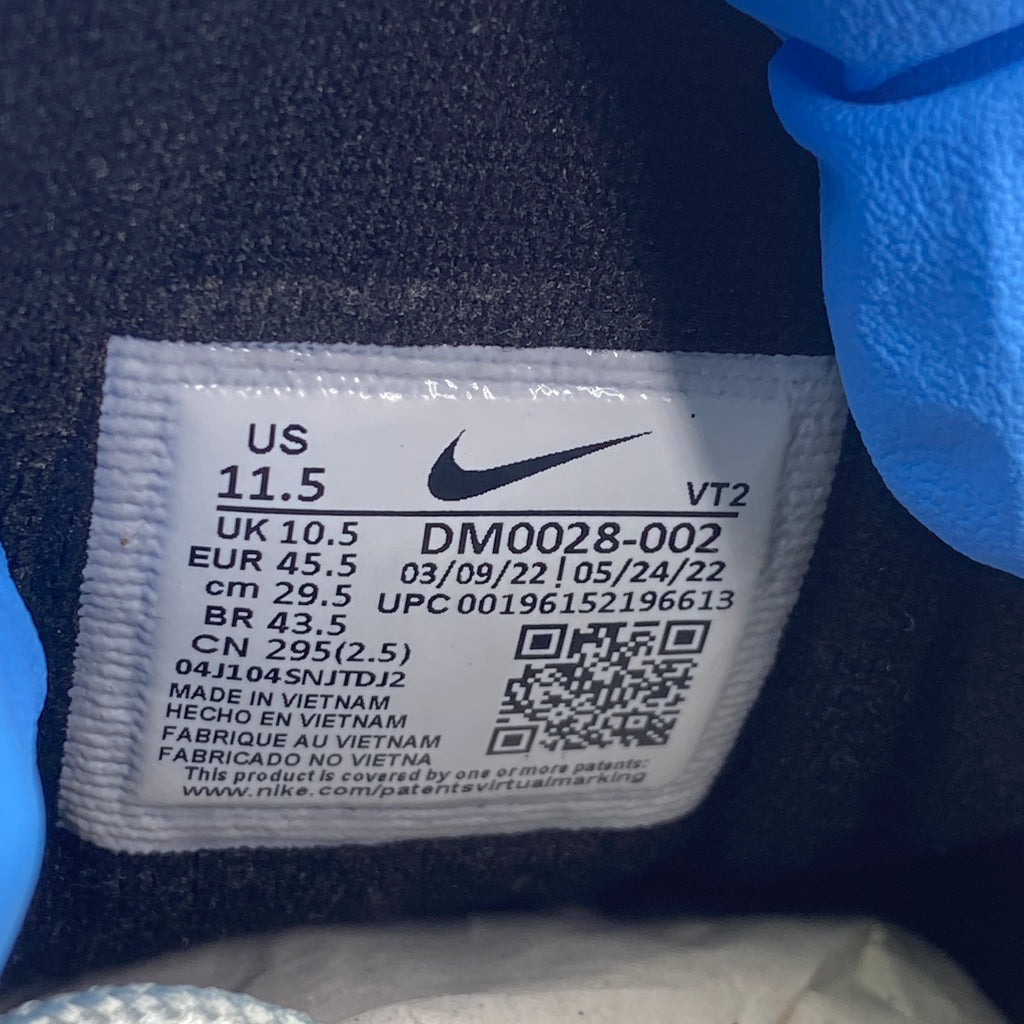 US
11.5
VT2
UK 10.5
EUR 45.5
cm 29.5
BR 43.5
CN 295(2.5)
DM0028-002
03/09/22 | 05/24/22
UPC 00196152196613
04J104SNJTDJ2
MADE IN VIETNAM
HECHO EN VIETNAM
FABRIQUE AU VIETNAM
FABRICADO NO VIETNA
This product is covered by one or more patents:
www.nike.com/patentsvirtualmarking